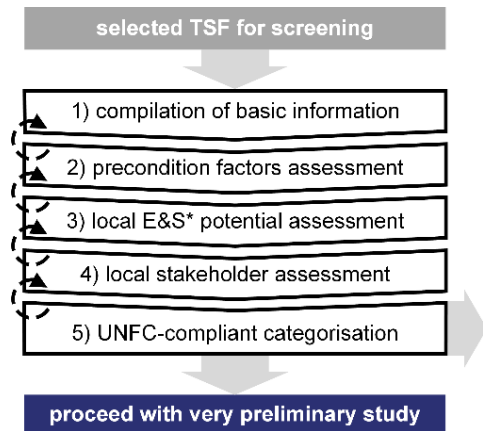 selected TSF for screening
1) compilation of basic information
2) precondition factors assessment
3) local E&S* potential assessment
4) local stakeholder assessment
5) UNFC-compliant categorisation
proceed with very preliminary study